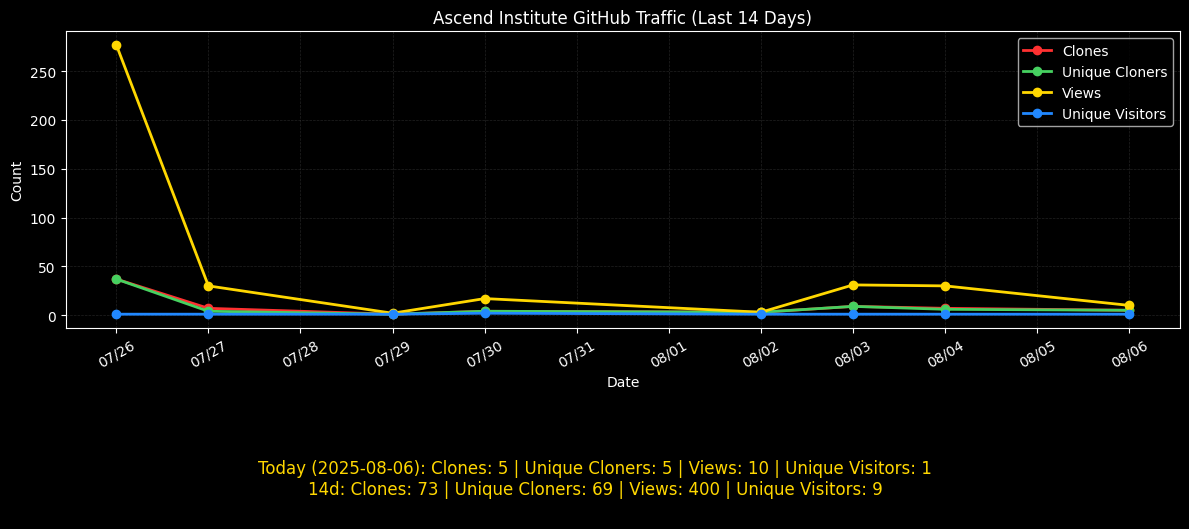 Ascend Institute GitHub Traffic (Last 14 Days)
Clones
Unique Cloners
Views
Unique Visitors
Count
250
200
150
100
50
0
07/26 07/27 07/28 07/29 07/30 07/31 08/01 08/02 08/03 08/04 08/05 08/06
Date
Today (2025-08-06): Clones: 5 | Unique Cloners: 5 | Views: 10 | Unique Visitors: 1
14d: Clones: 73 | Unique Cloners: 69 | Views: 400 | Unique Visitors: 9